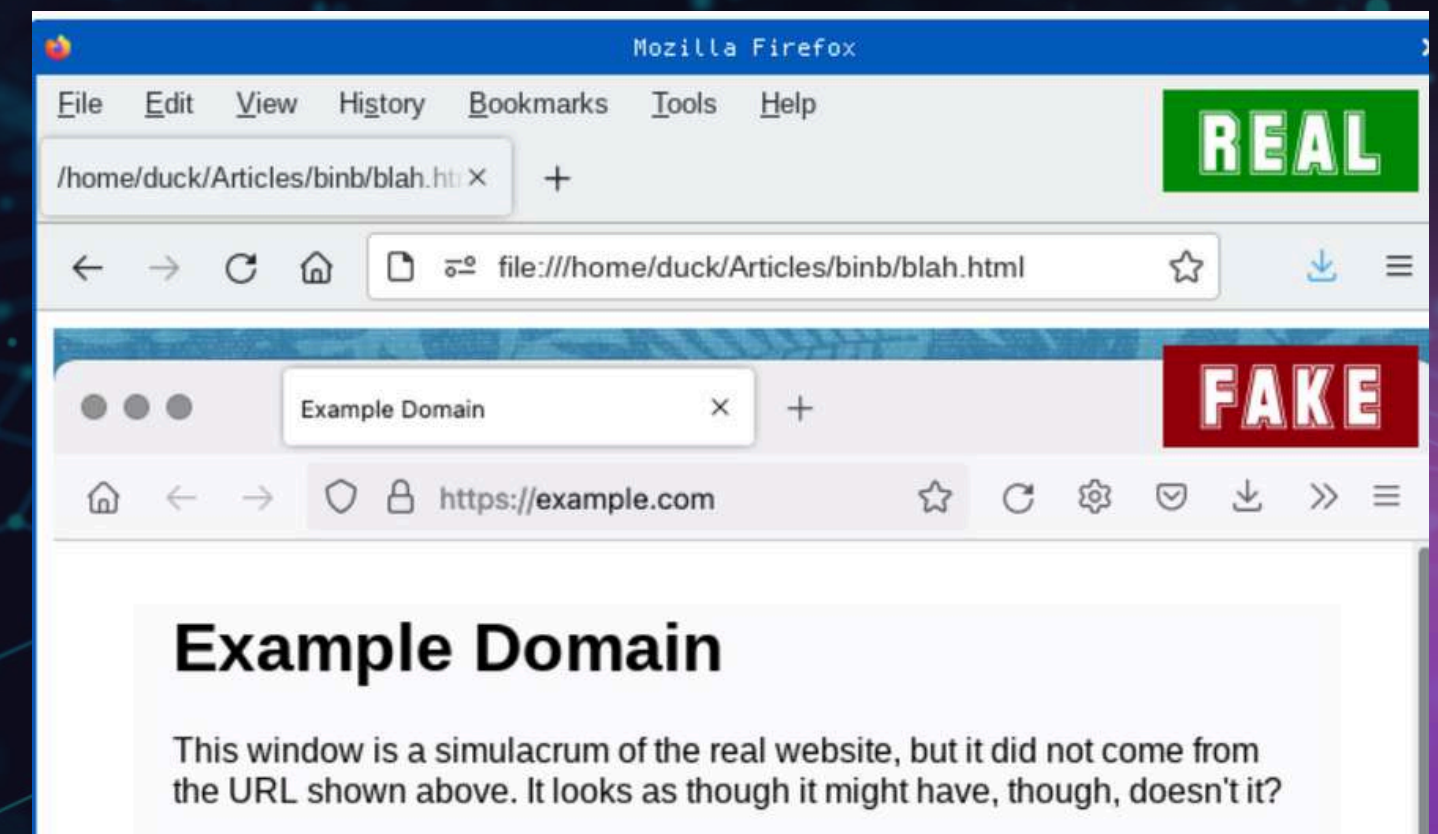 Mozilla Firefox
File Edit View History Bookmarks Tools Help
REAL
/home/duck/Articles/binb/blah.ht
file:///home/duck/Articles/binb/blah.html
FAKE
Example Domain
https://example.com
Example Domain
This window is a simulacrum of the real website, but it did not come from
the URL shown above. It looks as though it might have, though, doesn't it?